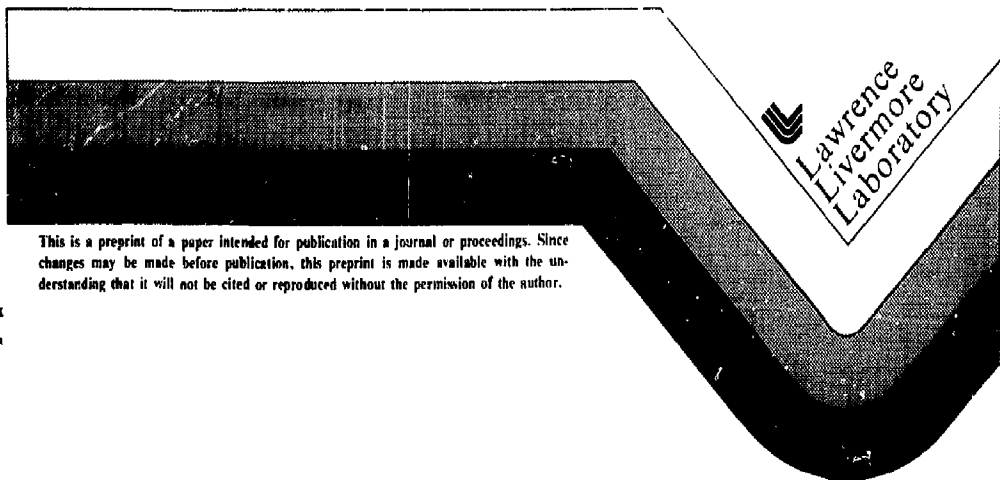 Lawrence
Livermore
Laboratory
This is a preprint of a paper intended for publication in a journal or proceedings. Since
changes may be made before publication, this preprint is made available with the un-
derstanding that it will not be cited or reproduced without the permission of the author.